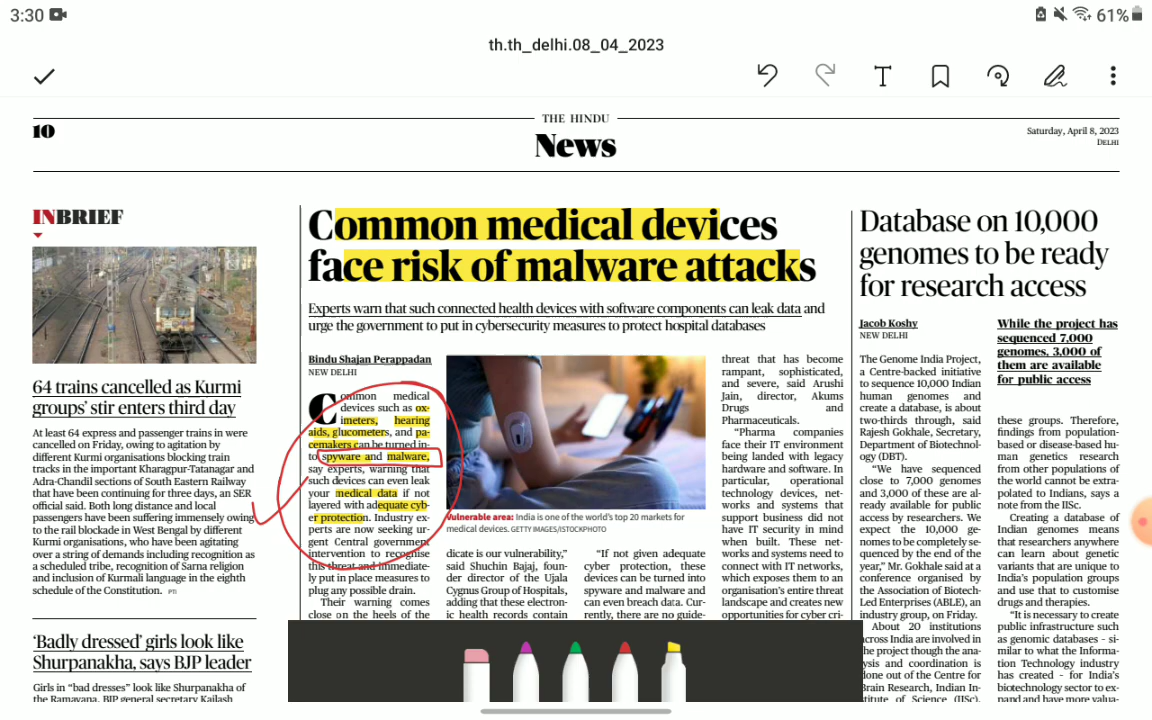 3:30
61%
th.th_delhi.08_04_2023
10
THE HINDU
News
Saturday, April 8, 2023
DELHI
INBRIEF
64 trains cancelled as Kurmi
groups' stir enters third day
At least 64 express and passenger trains in were
cancelled on Friday, owing to agitation by
different Kurmi organisations blocking train
tracks in the important Kharagpur-Tatanagar and
Adra-Chandil sections of South Eastern Railway
that have been continuing for three days, an SER
official said. Both long distance and local
passengers have been suffering immensely owing
to the rail blockade in West Bengal by different
Kurmi organisations, who have been agitating
over a string of demands including recognition as
a scheduled tribe, recognition of Sarna religion
and inclusion of Kurmali language in the eighth
schedule of the Constitution. PTI
'Badly dressed' girls look like
Shurpanakha, says BJP leader
Girls in "bad dresses" look like Shurpanakha of
the Ramayana, BJP general secretary Kailash
Common medical devices
face risk of malware attacks
Experts warn that such connected health devices with software components can leak data and
urge the government to put in cybersecurity measures to protect hospital databases
Bindu Shajan Perappadan
NEW DELHI
Common medical
devices such as ox-
imeters, hearing
aids, glucometers, and pa-
cemakers can be turned in-
to spyware and malware,
say experts, warning that
such devices can even leak
your medical data if not
layered with adequate cyb-
er protection. Industry ex-
perts are now seeking ur-
gent Central government
intervention to recognise
this threat and immediate-
ly put in place measures to
plug any possible drain.
Their warning comes
close on the heels of the
Vulnerable area: India is one of the world's top 20 markets for
medical devices. GETTY IMAGES/ISTOCKPHOTO
dicate is our vulnerability,"
said Shuchin Bajaj, foun-
der director of the Ujala
Cygnus Group of Hospitals,
adding that these electron-
ic health records contain
"If not given adequate
cyber protection, these
devices can be turned into
spyware and malware and
can even breach data. Cur-
rently, there are no guide-
threat that has become
rampant, sophisticated,
and severe, said Arushi
Jain, director, Akums
Drugs and
Pharmaceuticals.
"Pharma companies
face their IT environment
being landed with legacy
hardware and software. In
particular, operational
technology devices, net-
works and systems that
support business did not
have IT security in mind
when built. These net-
works and systems need to
connect with IT networks,
which exposes them to an
organisation's entire threat
landscape and creates new
opportunities for cyber cri-
Database on 10,000
genomes to be ready
for research access
Jacob Koshy
NEW DELHI
The Genome India Project,
a Centre-backed initiative
to sequence 10,000 Indian
human genomes and
create a database, is about
two-thirds through, said
Rajesh Gokhale, Secretary,
Department of Biotechnol-
ogy (DBT).
"We have sequenced
close to 7,000 genomes
and 3,000 of these are al-
ready available for public
access by researchers. We
expect the 10,000 ge-
nomes to be completely se-
quenced by the end of the
year," Mr. Gokhale said at a
conference organised by
the Association of Biotech-
Led Enterprises (ABLE), an
industry group, on Friday.
About 20 institutions
across India are involved in
the project though the ana-
lysis and coordination is
done out of the Centre for
Brain Research, Indian In-
stitute of Science (IISc),
While the project has
sequenced 7,000
genomes, 3,000 of
them are available
for public access
these groups. Therefore,
findings from population-
based or disease-based hu-
man genetics research
from other populations of
the world cannot be extra-
polated to Indians, says a
note from the IISc.
Creating a database of
Indian genomes means
that researchers anywhere
can learn about genetic
variants that are unique to
India's population groups
and use that to customise
drugs and therapies.
"It is necessary to create
public infrastructure such
as genomic databases - si-
milar to what the Informa-
tion Technology industry
has created - for India's
biotechnology sector to ex-
pand and have more valua-